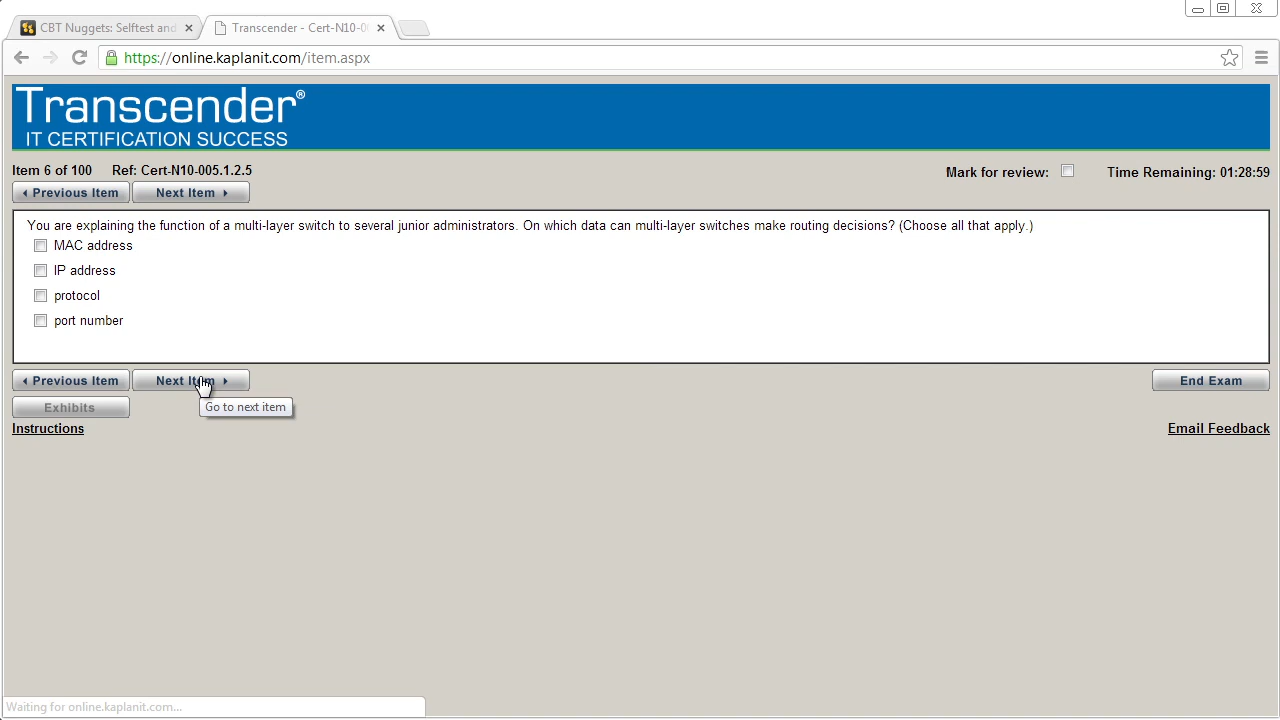 CBT Nuggets: Selftest and
Transcender - Cert-N10-0
https://online.kaplanit.com/item.aspx
Transcender®
IT CERTIFICATION SUCCESS
Item 6 of 100 Ref: Cert-N10-005.1.2.5
Mark for review: Time Remaining: 01:28:59
Previous Item Next Item
You are explaining the function of a multi-layer switch to several junior administrators. On which data can multi-layer switches make routing decisions? (Choose all that apply.)
MAC address
IP address
protocol
port number
Previous Item Next Item End Exam
Exhibits Go to next item
Instructions Email Feedback
Waiting for online.kaplanit.com...